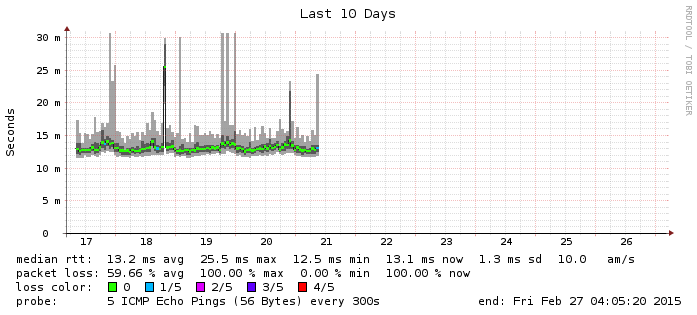 Last 10 Days
RRDTOOL / TOBI OETIKER
Seconds
30 m
25 m
20 m
15 m
10 m
5 m
0
17 18 19 20 21 22 23 24 25 26
median rtt: 13.2 ms avg 25.5 ms max 12.5 ms min 13.1 ms now 1.3 ms sd 10.0 am/s
packet loss: 59.66 % avg 100.00 % max 0.00 % min 100.00 % now
loss color: 0 1/5 2/5 3/5 4/5
probe: 5 ICMP Echo Pings (56 Bytes) every 300s end: Fri Feb 27 04:05:20 2015